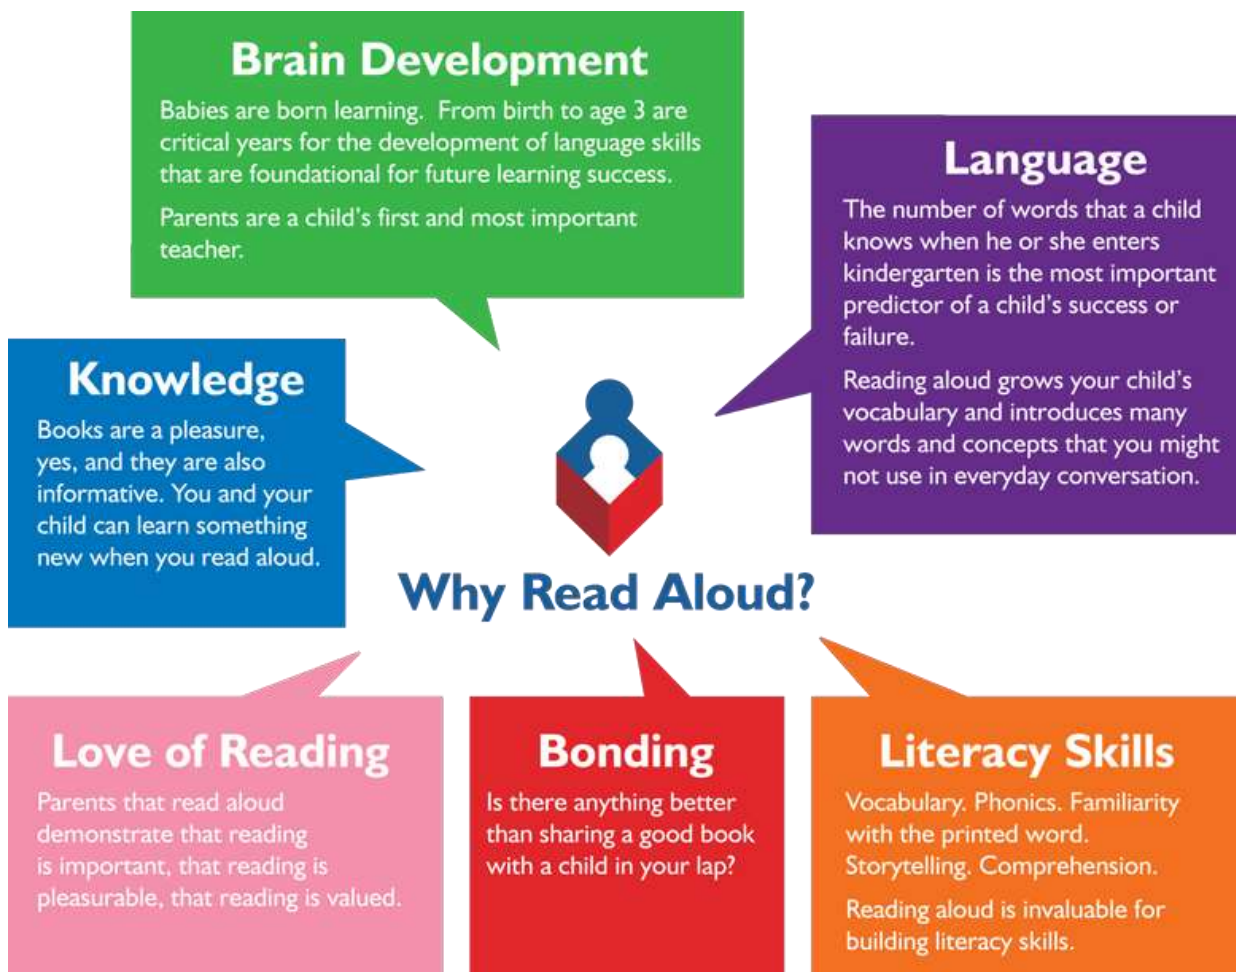 Brain Development
Babies are born learning.  From birth to age 3 are
critical years for the development of language skills
that are foundational for future learning success.
Parents are a child's first and most important
teacher.
Language
The number of words that a child
knows when he or she enters
kindergarten is the most important
predictor of a child's success or
failure.
Reading aloud grows your child's
vocabulary and introduces many
words and concepts that you might
not use in everyday conversation.
Knowledge
Books are a pleasure,
yes, and they are also
informative. You and your
child can learn something
new when you read aloud.
Why Read Aloud?
Love of Reading
Parents that read aloud
demonstrate that reading
is important, that reading is
pleasurable, that reading is valued.
Bonding
Is there anything better
than sharing a good book
with a child in your lap?
Literacy Skills
Vocabulary. Phonics. Familiarity
with the printed word.
Storytelling. Comprehension.
Reading aloud is invaluable for
building literacy skills.